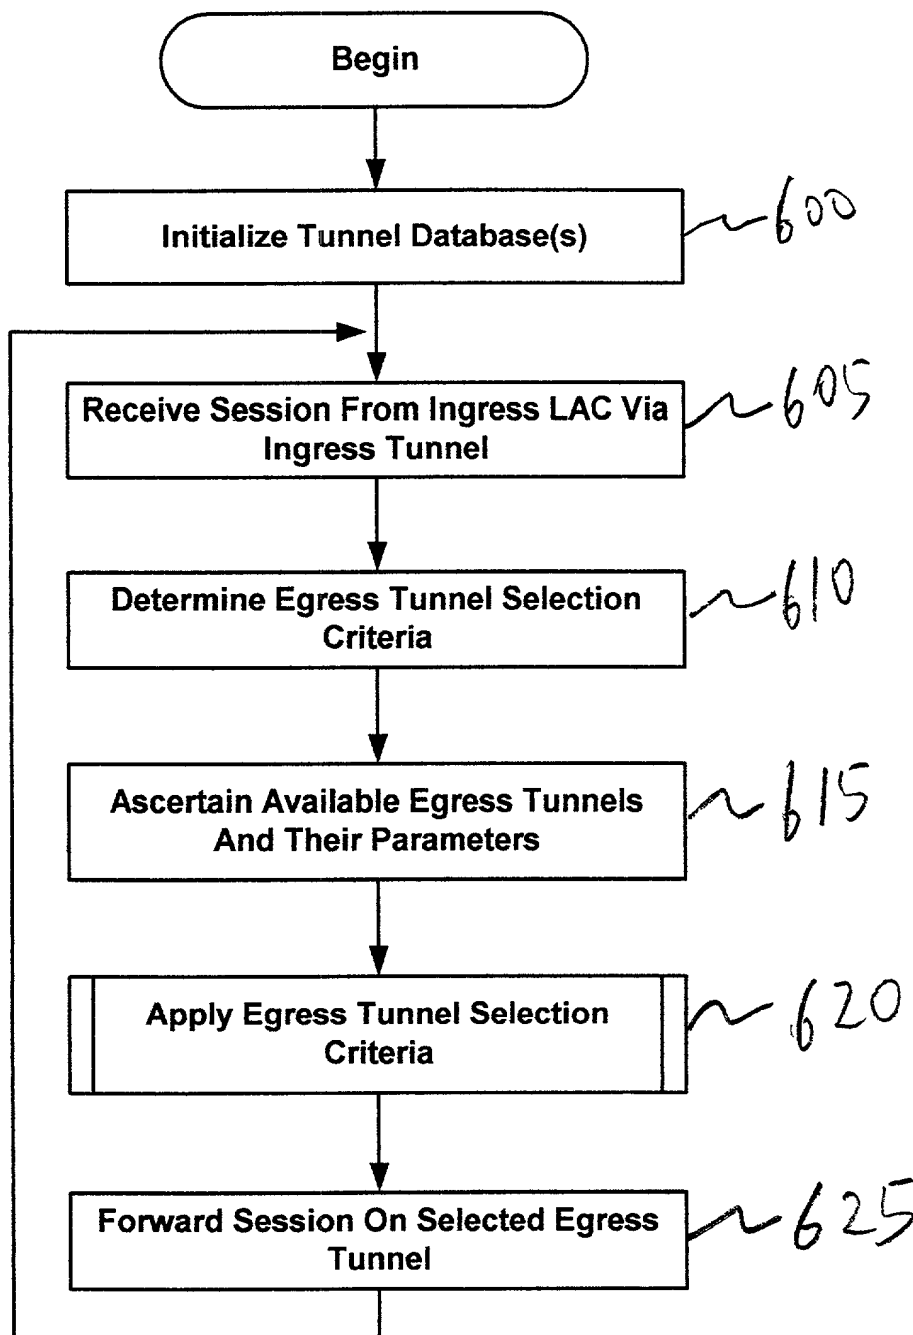 Begin
Initialize Tunnel Database(s)
600
Receive Session From Ingress LAC Via
Ingress Tunnel
605
Determine Egress Tunnel Selection
Criteria
610
Ascertain Available Egress Tunnels
And Their Parameters
615
Apply Egress Tunnel Selection
Criteria
620
Forward Session On Selected Egress
Tunnel
625